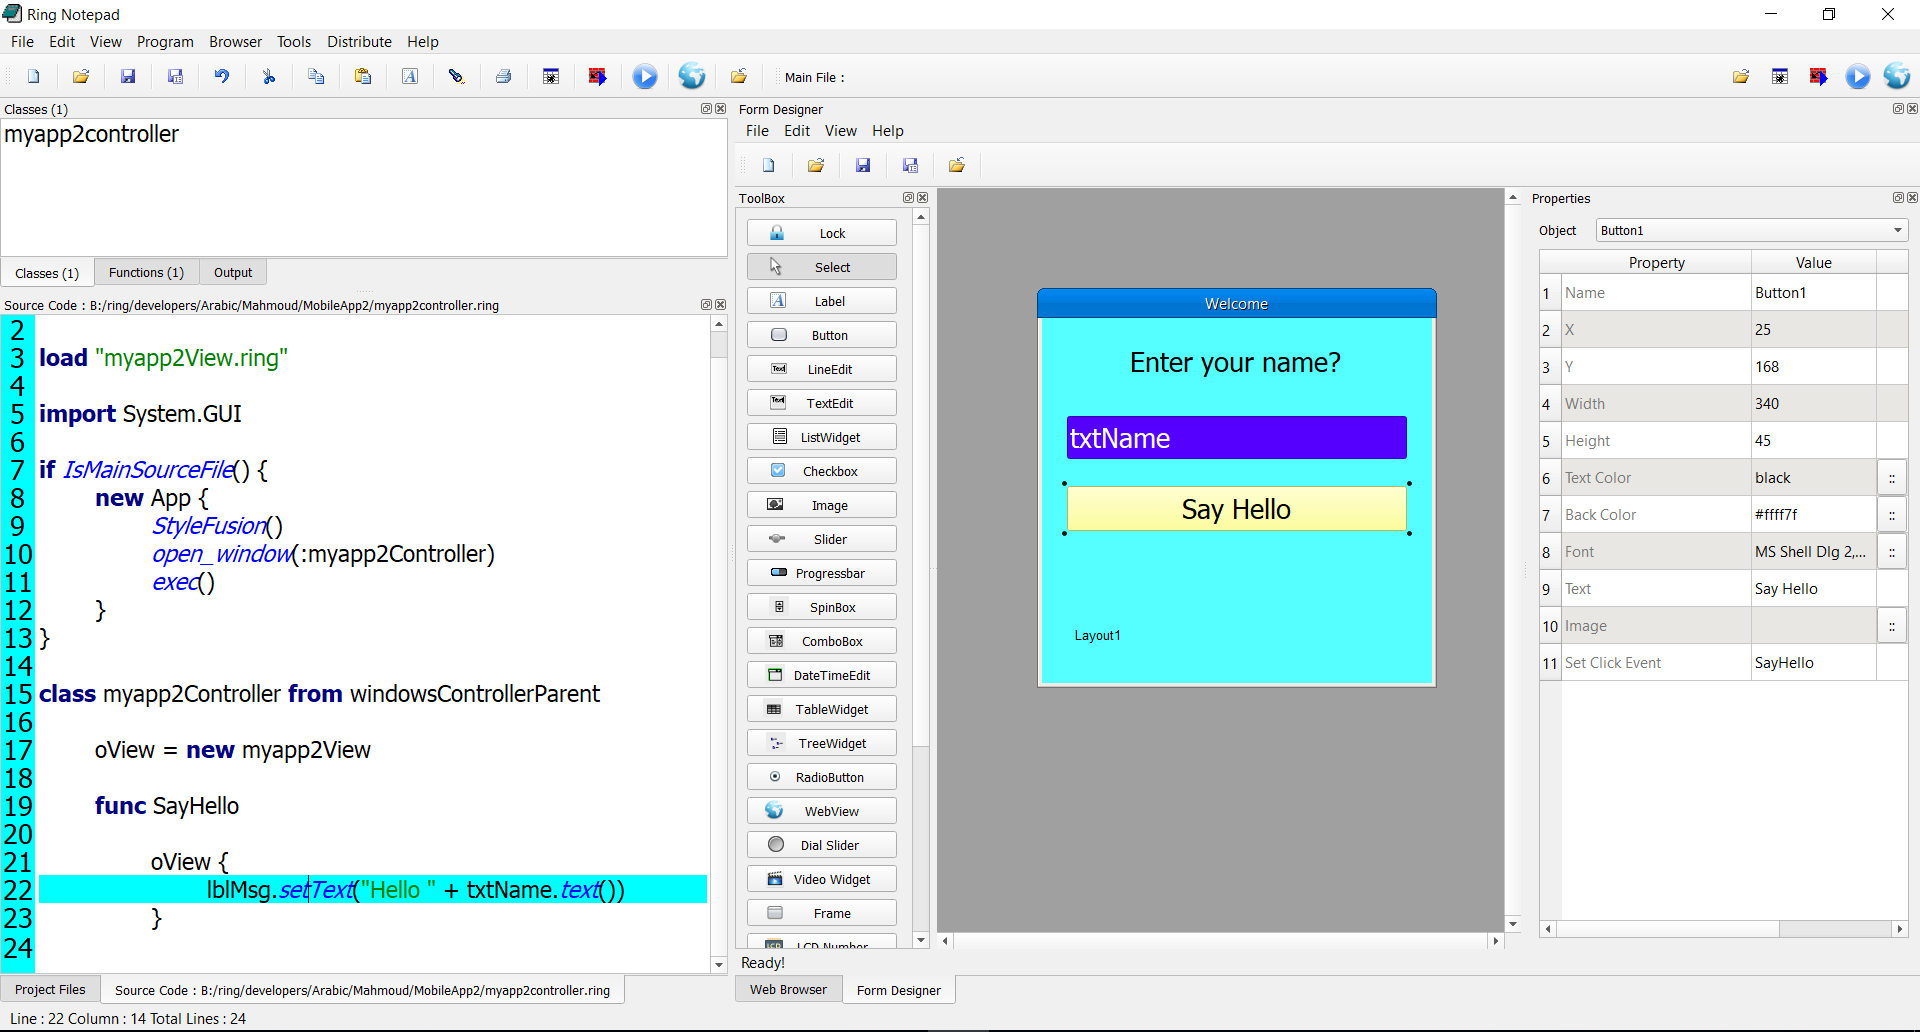 Ring Notepad
File Edit View Program Browser Tools Distribute Help
Main File :
Classes (1)
myapp2controller
Classes (1) Functions (1) Output
Source Code : B:/ring/developers/Arabic/Mahmoud/MobileApp2/myapp2controller.ring
2
3 load "myapp2View.ring"
4
5 import System.GUI
6
7 if IsMainSourceFile() {
8 new App {
9 StyleFusion()
10 open_window(:myapp2Controller)
11 exec()
12 }
13 }
14
15 class myapp2Controller from windowsControllerParent
16
17 oView = new myapp2View
18
19 func SayHello
20
21 oView {
22 lblMsg.setText("Hello " + txtName.text())
23 }
24
Project Files Source Code : B:/ring/developers/Arabic/Mahmoud/MobileApp2/myapp2controller.ring
Line : 22 Column : 14 Total Lines : 24
Form Designer
File Edit View Help
ToolBox
Lock
Select
Label
Button
LineEdit
TextEdit
ListWidget
Checkbox
Image
Slider
Progressbar
SpinBox
ComboBox
DateTimeEdit
TableWidget
TreeWidget
RadioButton
WebView
Dial Slider
Video Widget
Frame
LCD Number
Welcome
Enter your name?
txtName
Say Hello
Layout1
Ready!
Web Browser Form Designer
Properties
Object Button1
Property Value
1 Name Button1
2 X 25
3 Y 168
4 Width 340
5 Height 45
6 Text Color black ::
7 Back Color #ffff7f ::
8 Font MS Shell Dlg 2,... ::
9 Text Say Hello
10 Image ::
11 Set Click Event SayHello